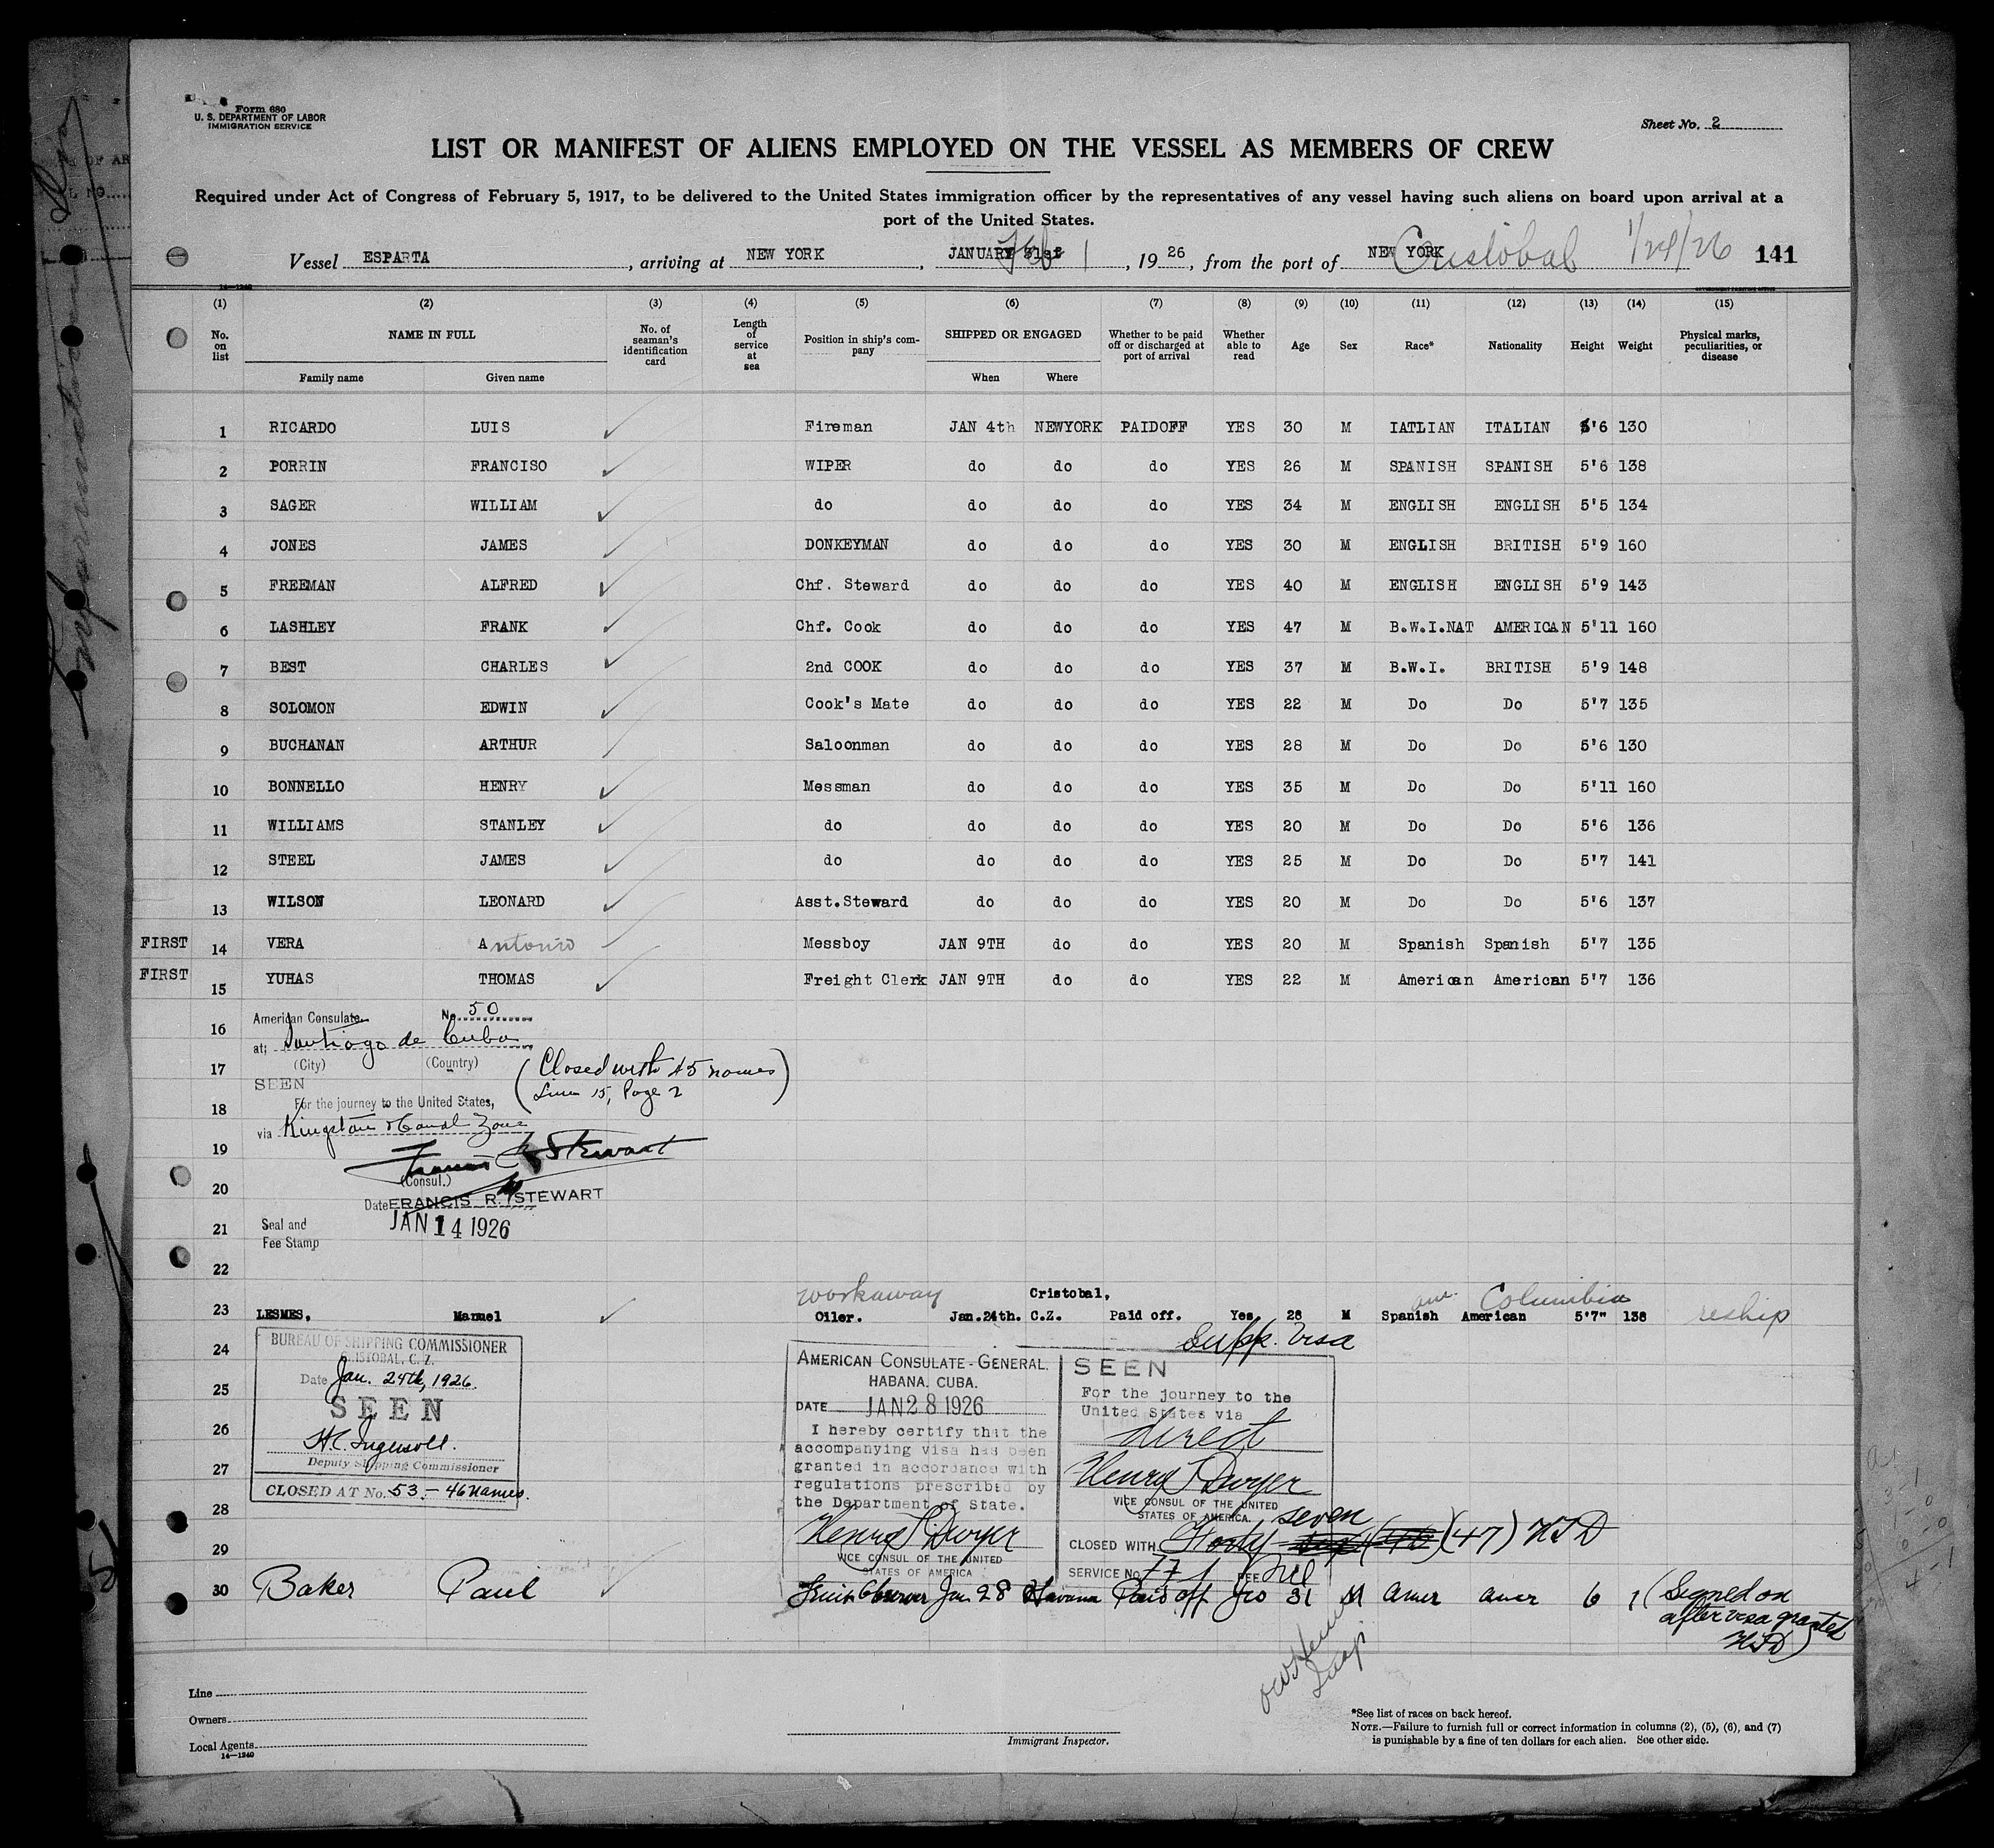 Form 680
U. S. DEPARTMENT OF LABOR
IMMIGRATION SERVICE
Sheet No. 2
LIST OR MANIFEST OF ALIENS EMPLOYED ON THE VESSEL AS MEMBERS OF CREW
Required under Act of Congress of February 5, 1917, to be delivered to the United States immigration officer by the representatives of any vessel having such aliens on board upon arrival at a
port of the United States.
Vessel ESPARTA, arriving at NEW YORK, JANUARY 31st Feb 1, 1926, from the port of NEW YORK Cristobal 1/24/26 141
(1) (2) (3) (4) (5) (6) (7) (8) (9) (10) (11) (12) (13) (14) (15)
No. on list NAME IN FULL Family name Given name No. of seaman's identification card Length of service at sea Position in ship's company SHIPPED OR ENGAGED When Where Whether to be paid off or discharged at port of arrival Whether able to read Age Sex Race* Nationality Height Weight Physical marks, peculiarities, or disease
1 RICARDO LUIS Fireman JAN 4th NEWYORK PAIDOFF YES 30 M IATLIAN ITALIAN 5'6 130
2 PORRIN FRANCISO WIPER do do do YES 26 M SPANISH SPANISH 5'6 138
3 SAGER WILLIAM do do do do YES 34 M ENGLISH ENGLISH 5'5 134
4 JONES JAMES DONKEYMAN do do do YES 30 M ENGLISH BRITISH 5'9 160
5 FREEMAN ALFRED Chf. Steward do do do YES 40 M ENGLISH ENGLISH 5'9 143
6 LASHLEY FRANK Chf. Cook do do do YES 47 M B.W.I.NAT AMERICAN 5'11 160
7 BEST CHARLES 2nd COOK do do do YES 37 M B.W.I. BRITISH 5'9 148
8 SOLOMON EDWIN Cook's Mate do do do YES 22 M Do Do 5'7 135
9 BUCHANAN ARTHUR Saloonman do do do YES 28 M Do Do 5'6 130
10 BONNELLO HENRY Messman do do do YES 35 M Do Do 5'11 160
11 WILLIAMS STANLEY do do do do YES 20 M Do Do 5'6 136
12 STEEL JAMES do do do do YES 25 M Do Do 5'7 141
13 WILSON LEONARD Asst.Steward do do do YES 20 M Do Do 5'6 137
FIRST 14 VERA Antonio Messboy JAN 9TH do do YES 20 M Spanish Spanish 5'7 135
FIRST 15 YUHAS THOMAS Freight Clerk JAN 9TH do do YES 22 M American American 5'7 136
16 American Consulate. No. 50
at; Santiago de Cuba
17 (City) (Country) (Closed with 45 names
SEEN Line 15, Page 2)
18 For the journey to the United States,
via Kingston & Canal Zone
19 Francis R Stewart
20 (Consul.)
Date FRANCIS R. STEWART
21 JAN 14 1926
Seal and
Fee Stamp
22
23 LESMES, Manuel workaway Oiler. Jan.24th. Cristobal, C.Z. Paid off. Yes, 28 M Spanish American Columbia 5'7" 138 reship
Supp. Visa
24 BUREAU OF SHIPPING COMMISSIONER
CRISTOBAL, C. Z.
25 Date Jan. 24th, 1926.
SEEN
26 H.C. Ingersoll.
27 Deputy Shipping Commissioner
CLOSED AT No. 53 - 46 names.
28
29
AMERICAN CONSULATE-GENERAL,
HABANA, CUBA.
DATE JAN 28 1926
I hereby certify that the
accompanying visa has been
granted in accordance with
regulations prescribed by
the Department of State.
Henry T Dwyer
VICE CONSUL OF THE UNITED
STATES OF AMERICA
SEEN
For the journey to the
United States via
direct
Henry T Dwyer
VICE CONSUL OF THE UNITED
STATES OF AMERICA.
CLOSED WITH Forty seven (47) HTD
SERVICE No. 771 FEE Nil
30 Baker Paul Fruit Observer Jan 28 Havana Paid off Yes 31 M Amer Amer 6 (Signed on
after visa granted
HTD)
Line
Owners
Local Agents
14—1240
Immigrant Inspector.
*See list of races on back hereof.
NOTE.—Failure to furnish full or correct information in columns (2), (5), (6), and (7)
is punishable by a fine of ten dollars for each alien. See other side.